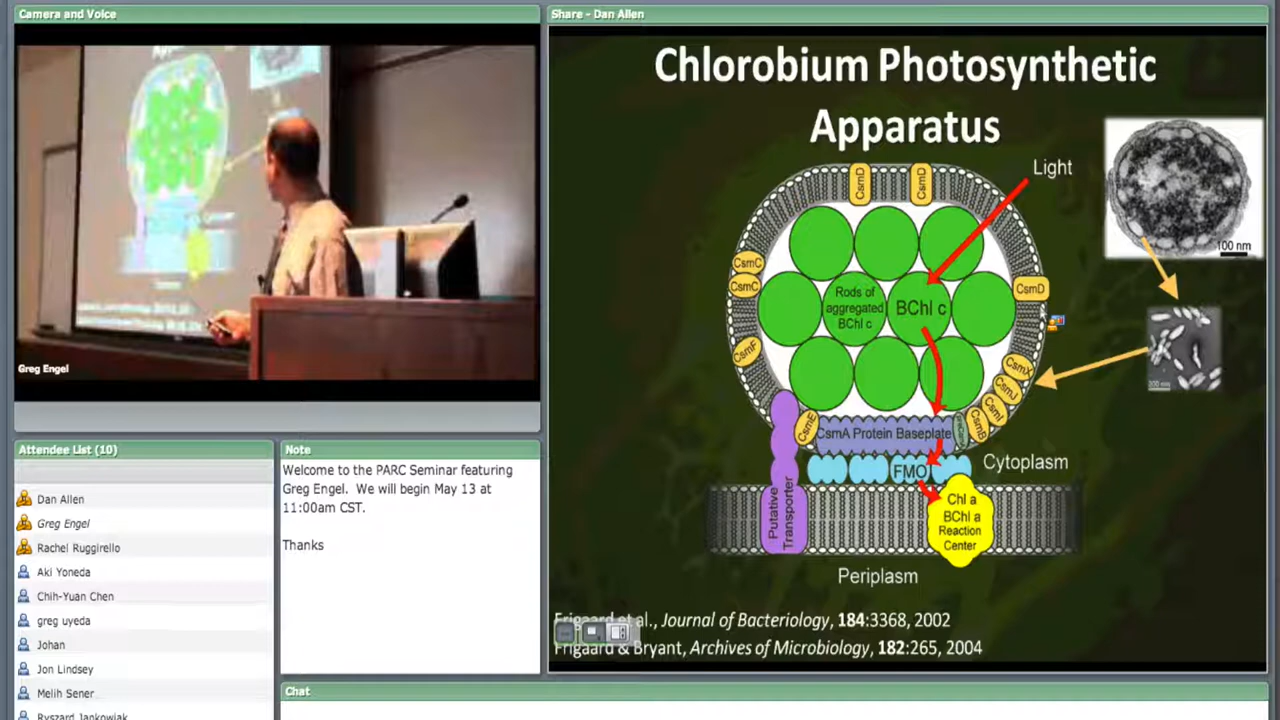 Camera and Voice
Greg Engel
Attendee List (10)
Dan Allen
Greg Engel
Rachel Ruggirello
Aki Yoneda
Chih-Yuan Chen
greg uyeda
Johan
Jon Lindsey
Melih Sener
Ryszard Jankowiak
Note
Welcome to the PARC Seminar featuring
Greg Engel. We will begin May 13 at
11:00am CST.
Thanks
Chat
Share - Dan Allen
Chlorobium Photosynthetic
Apparatus
Light
100 nm
CsmD
CsmD
CsmC
CsmC
CsmD
Rods of
aggregated
BChl c
BChl c
CsmF
CsmX
CsmJ
CsmI
CsmB
CsmE
CsmA Protein Baseplate
FMO
Cytoplasm
Putative
Transporter
Chl a
BChl a
Reaction
Center
Periplasm
Frigaard et al., Journal of Bacteriology, 184:3368, 2002
Frigaard & Bryant, Archives of Microbiology, 182:265, 2004